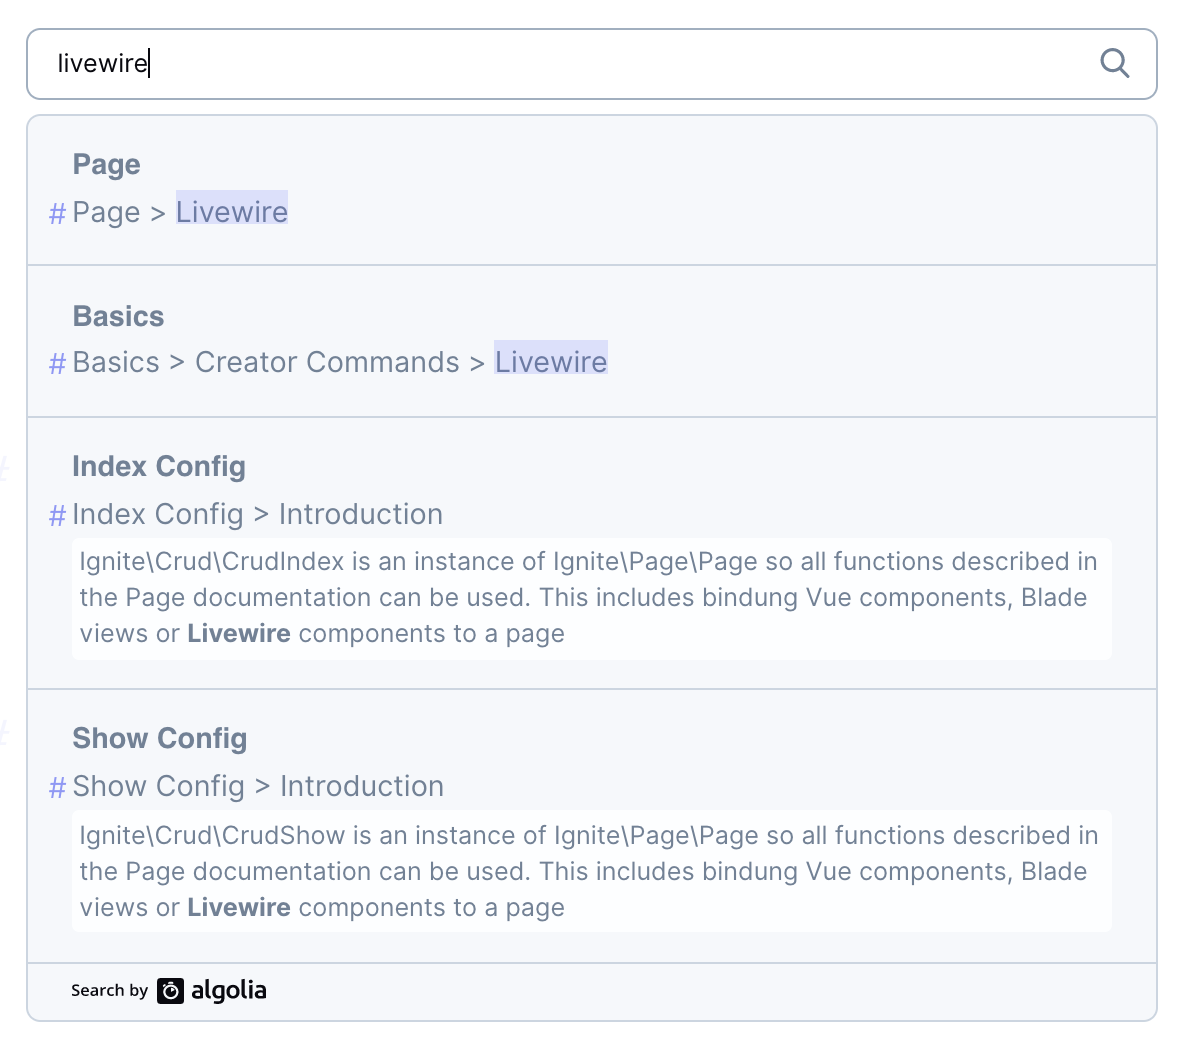 livewire
Page
# Page > Livewire
Basics
# Basics > Creator Commands > Livewire
Index Config
# Index Config > Introduction
Ignite\Crud\CrudIndex is an instance of Ignite\Page\Page so all functions described in
the Page documentation can be used. This includes bindung Vue components, Blade
views or Livewire components to a page
Show Config
# Show Config > Introduction
Ignite\Crud\CrudShow is an instance of Ignite\Page\Page so all functions described in
the Page documentation can be used. This includes bindung Vue components, Blade
views or Livewire components to a page
Search by algolia